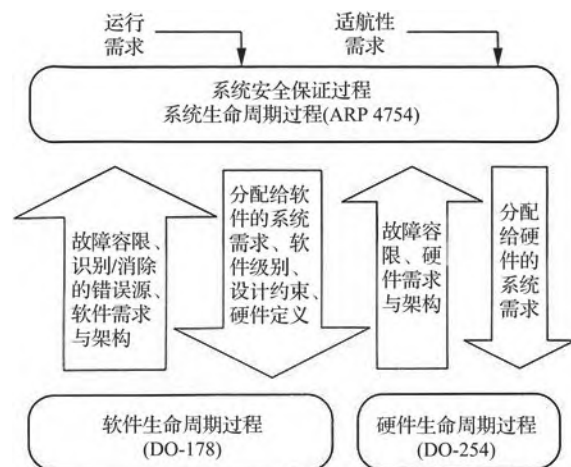 运行
需求
适航性
需求
系统安全保证过程
系统生命周期过程(ARP 4754)
故障容限、
识别/消除
的错误源、
软件需求
与架构
分配给软
件的系统
需求、软
件级别、
设计约束、
硬件定义
故障容
限、硬
件需求
与架构
分配
给硬
件的
系统
需求
软件生命周期过程
(DO-178)
硬件生命周期过程
(DO-254)